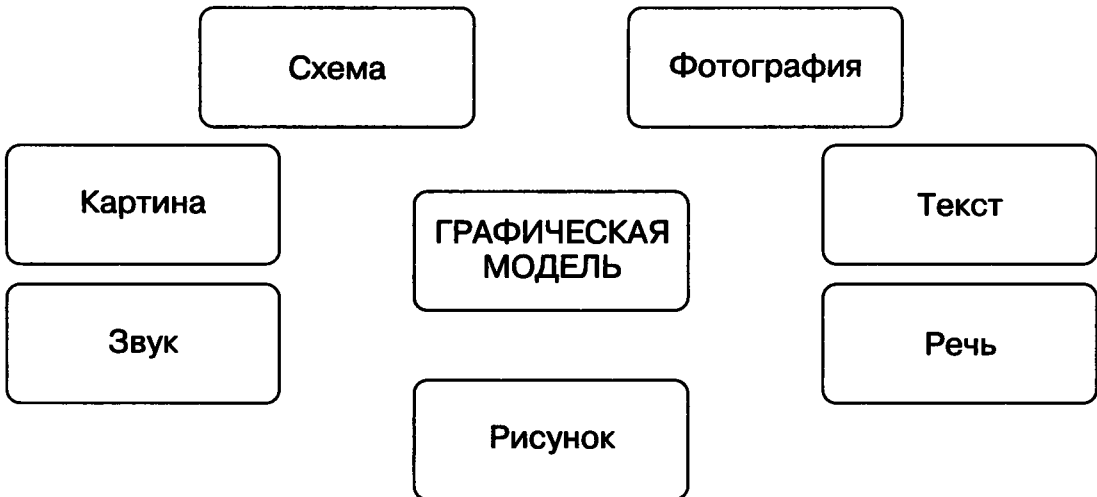 Схема
Фотография
Картина
ГРАФИЧЕСКАЯ
МОДЕЛЬ
Текст
Звук
Речь
Рисунок